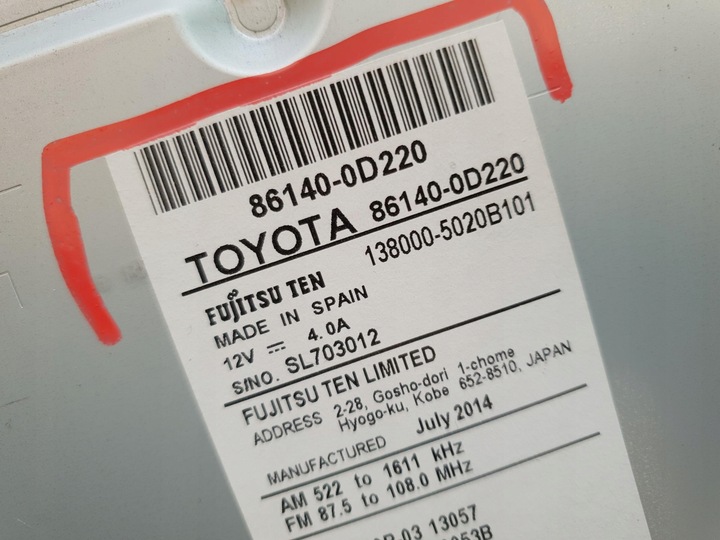 86140-0D220
TOYOTA 86140-0D220
138000-5020B101
FUJITSU TEN
MADE IN SPAIN
12V ⎓ 4.0A
S/NO. SL703012
FUJITSU TEN LIMITED
ADDRESS 2-28, Gosho-dori 1-chome
Hyogo-ku, Kobe 652-8510, JAPAN
MANUFACTURED July 2014
AM 522 to 1611 kHz
FM 87.5 to 108.0 MHz
03 13057